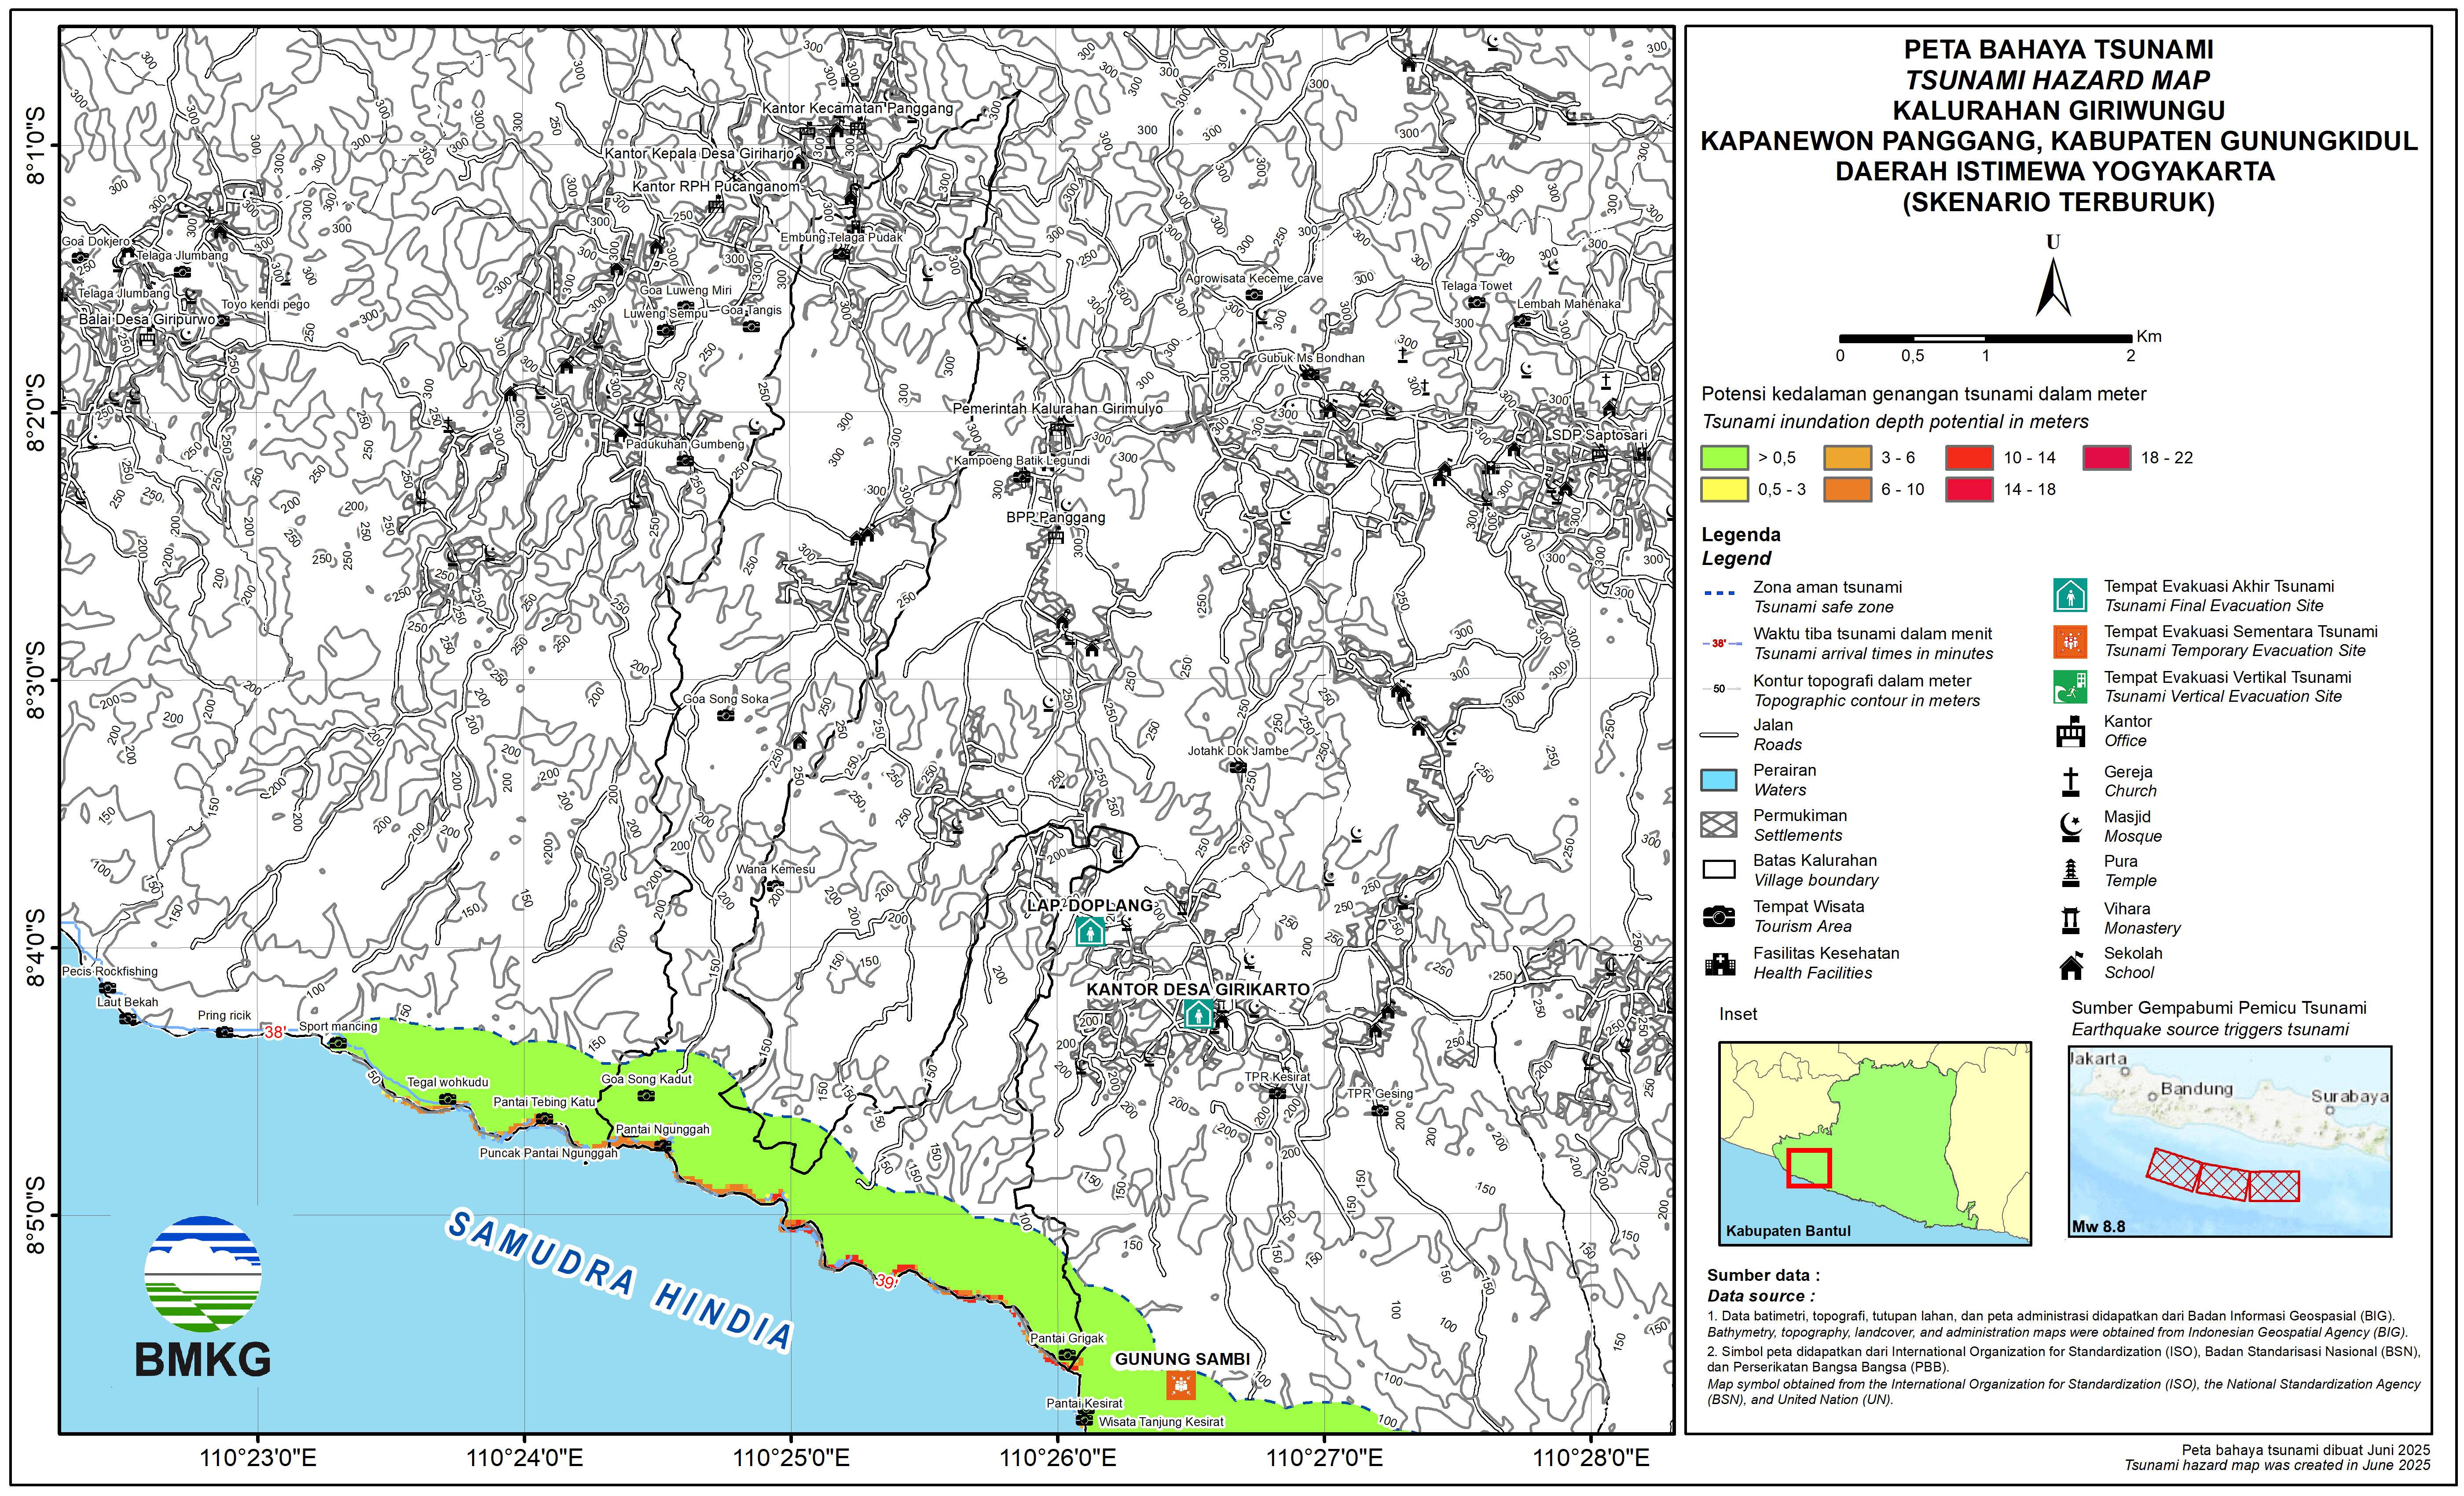 PETA BAHAYA TSUNAMI
TSUNAMI HAZARD MAP
KALURAHAN GIRIWUNGU
KAPANEWON PANGGANG, KABUPATEN GUNUNGKIDUL
DAERAH ISTIMEWA YOGYAKARTA
(SKENARIO TERBURUK)
U
Km
0 0,5 1 2
Potensi kedalaman genangan tsunami dalam meter
Tsunami inundation depth potential in meters
> 0,5 3 - 6 10 - 14 18 - 22
0,5 - 3 6 - 10 14 - 18
Legenda
Legend
Zona aman tsunami
Tsunami safe zone
38' Waktu tiba tsunami dalam menit
Tsunami arrival times in minutes
50 Kontur topografi dalam meter
Topographic contour in meters
Jalan
Roads
Perairan
Waters
Permukiman
Settlements
Batas Kalurahan
Village boundary
Tempat Wisata
Tourism Area
Fasilitas Kesehatan
Health Facilities
Tempat Evakuasi Akhir Tsunami
Tsunami Final Evacuation Site
Tempat Evakuasi Sementara Tsunami
Tsunami Temporary Evacuation Site
Tempat Evakuasi Vertikal Tsunami
Tsunami Vertical Evacuation Site
Kantor
Office
Gereja
Church
Masjid
Mosque
Pura
Temple
Vihara
Monastery
Sekolah
School
Inset
Kabupaten Bantul
Sumber Gempabumi Pemicu Tsunami
Earthquake source triggers tsunami
Jakarta
Bandung
Surabaya
Mw 8.8
Sumber data :
Data source :
1. Data batimetri, topografi, tutupan lahan, dan peta administrasi didapatkan dari Badan Informasi Geospasial (BIG).
Bathymetry, topography, landcover, and administration maps were obtained from Indonesian Geospatial Agency (BIG).
2. Simbol peta didapatkan dari International Organization for Standardization (ISO), Badan Standarisasi Nasional (BSN),
dan Perserikatan Bangsa Bangsa (PBB).
Map symbol obtained from the International Organization for Standardization (ISO), the National Standardization Agency
(BSN), and United Nation (UN).
Peta bahaya tsunami dibuat Juni 2025
Tsunami hazard map was created in June 2025
8°1'0"S
8°2'0"S
8°3'0"S
8°4'0"S
8°5'0"S
110°23'0"E 110°24'0"E 110°25'0"E 110°26'0"E 110°27'0"E 110°28'0"E
Kantor Kecamatan Panggang
Kantor Kepala Desa Giriharjo
Kantor RPH Pucanganom
Embung Telaga Pudak
Goa Dokjero
Telaga Jlumbang
Telaga Jlumbang
Toyo kendi pego
Balai Desa Giripurwo
Goa Luweng Miri
Luweng Sempu
Goa Tangis
Agrowisata Keceme cave
Telaga Towet
Lembah Mahenaka
Gubuk Ms Bondhan
Pemerintah Kalurahan Girimulyo
Padukuhan Gumbeng
Kampoeng Batik Legundi
SDP Saptosari
BPP Panggang
Goa Song Soka
Jotahk Dok Jambe
Wana Kemesu
LAP. DOPLANG
KANTOR DESA GIRIKARTO
Pecis Rockfishing
Laut Bekah
Pring ricik
38'
Sport mancing
Tegal wohkudu
Goa Song Kadut
Pantai Tebing Katu
Pantai Ngunggah
Puncak Pantai Ngunggah
TPR Kesirat
TPR Gesing
39'
Pantai Grigak
GUNUNG SAMBI
Pantai Kesirat
Wisata Tanjung Kesirat
SAMUDRA HINDIA
BMKG